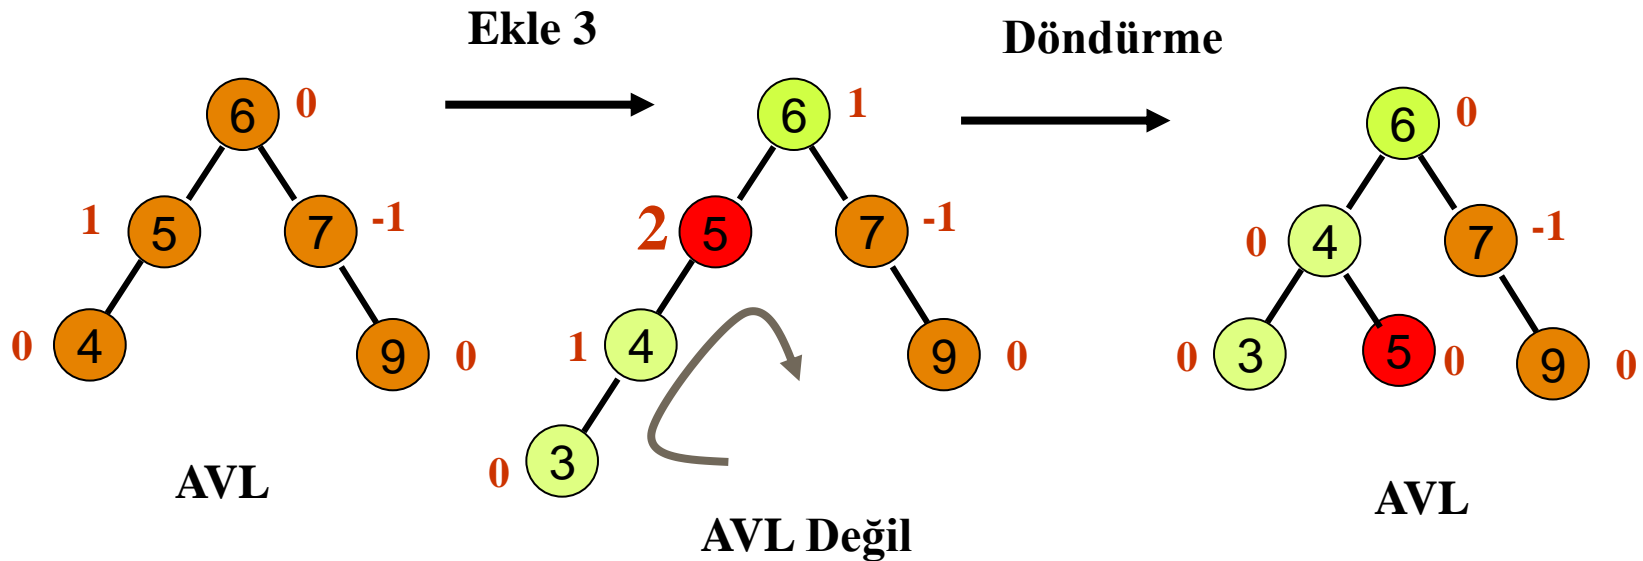 Ekle 3
Döndürme
6 0
1 5 7 -1
0 4 9 0
AVL
6 1
2 5 7 -1
1 4 9 0
0 3
AVL Değil
6 0
0 4 7 -1
0 3 5 0 9 0
AVL